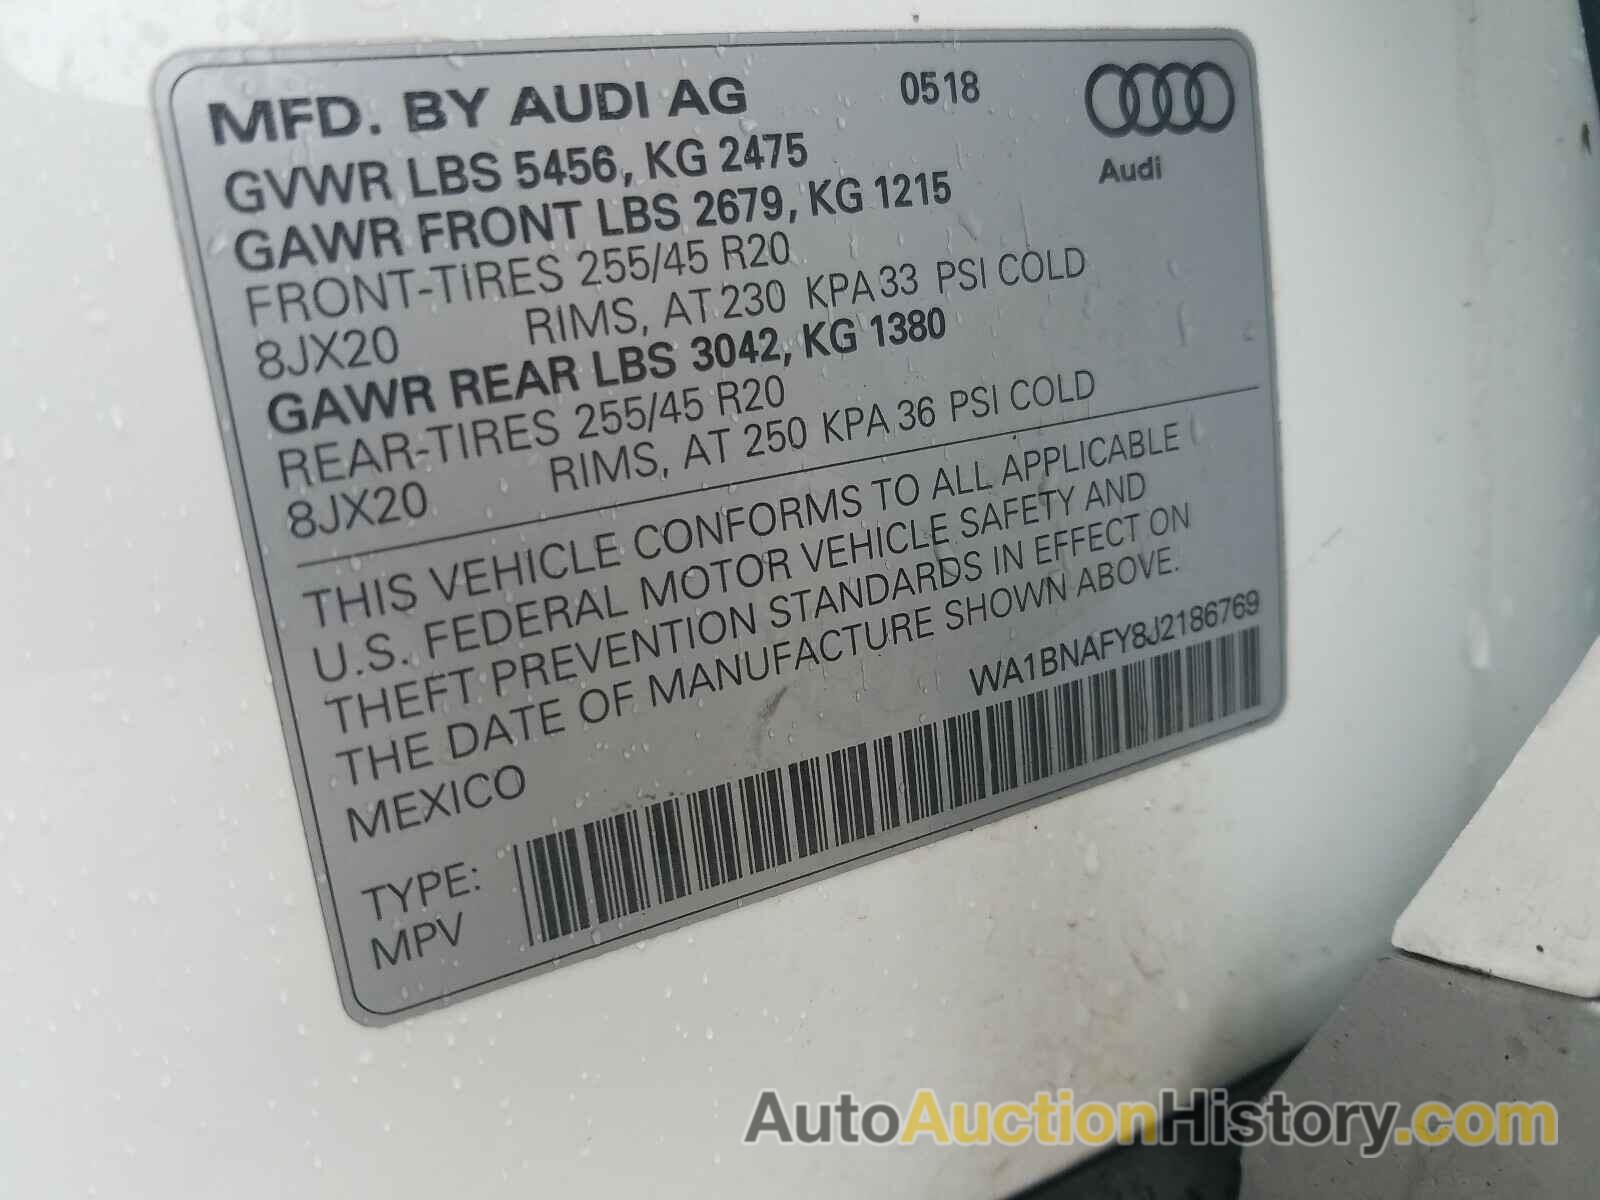 MFD. BY AUDI AG 0518
Audi
GVWR LBS 5456, KG 2475
GAWR FRONT LBS 2679, KG 1215
FRONT-TIRES 255/45 R20
8JX20 RIMS, AT 230 KPA 33 PSI COLD
GAWR REAR LBS 3042, KG 1380
REAR-TIRES 255/45 R20
8JX20 RIMS, AT 250 KPA 36 PSI COLD
THIS VEHICLE CONFORMS TO ALL APPLICABLE
U.S. FEDERAL MOTOR VEHICLE SAFETY AND
THEFT PREVENTION STANDARDS IN EFFECT ON
THE DATE OF MANUFACTURE SHOWN ABOVE.
MEXICO WA1BNAFY8J2186769
TYPE:
MPV
AutoAuctionHistory.com